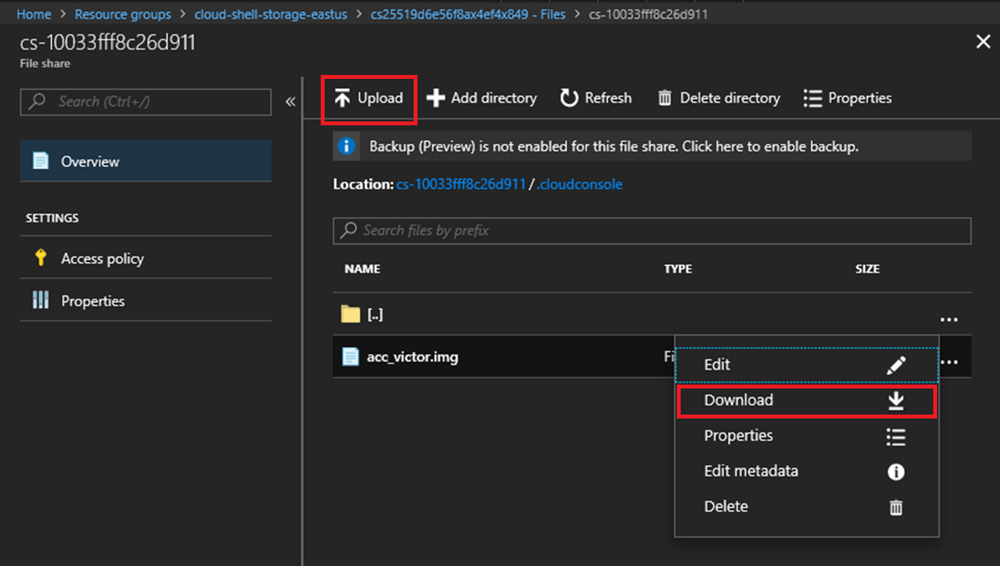 Home > Resource groups > cloud-shell-storage-eastus > cs25519d6e56f8ax4ef4x849 - Files > cs-10033fff8c26d911
cs-10033fff8c26d911
File share
Search (Ctrl+/)
«
Overview
SETTINGS
Access policy
Properties
Upload
Add directory
Refresh
Delete directory
Properties
Backup (Preview) is not enabled for this file share. Click here to enable backup.
Location: cs-10033fff8c26d911 / .cloudconsole
Search files by prefix
NAME TYPE SIZE
[..] ...
acc_victor.img Fi ...
Edit
Download
Properties
Edit metadata
Delete